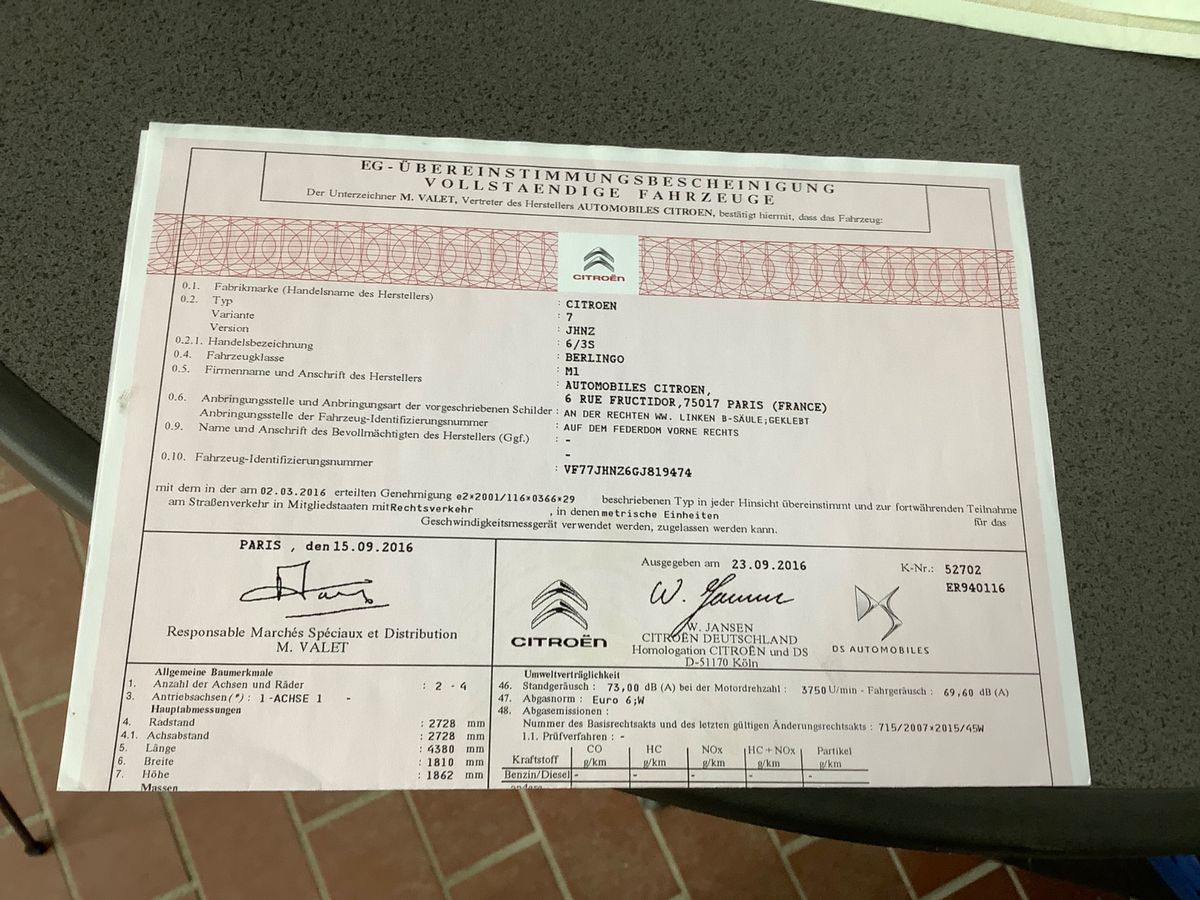 EG-ÜBEREINSTIMMUNGSBESCHEINIGUNG
VOLLSTAENDIGE FAHRZEUGE
Der Unterzeichner M. VALET, Vertreter des Herstellers AUTOMOBILES CITROEN, bestätigt hiermit, dass das Fahrzeug:
CITROËN
0.1. Fabrikmarke (Handelsname des Herstellers) : CITROEN
0.2. Typ : 7
Variante : JHNZ
Version : 6/3S
0.2.1. Handelsbezeichnung : BERLINGO
0.4. Fahrzeugklasse : M1
0.5. Firmenname und Anschrift des Herstellers : AUTOMOBILES CITROEN,
6 RUE FRUCTIDOR,75017 PARIS (FRANCE)
0.6. Anbringungsstelle und Anbringungsart der vorgeschriebenen Schilder : AN DER RECHTEN WW. LINKEN B-SÄULE;GEKLEBT
Anbringungsstelle der Fahrzeug-Identifizierungsnummer : AUF DEM FEDERDOM VORNE RECHTS
0.9. Name und Anschrift des Bevollmächtigten des Herstellers (Ggf.) : -
-
0.10. Fahrzeug-Identifizierungsnummer : VF77JHNZ6GJ819474
mit dem in der am 02.03.2016 erteilten Genehmigung e2*2001/116*0366*29 beschriebenen Typ in jeder Hinsicht übereinstimmt und zur fortwährenden Teilnahme
am Straßenverkehr in Mitgliedstaaten mit Rechtsverkehr , in denen metrische Einheiten für das
Geschwindigkeitsmessgerät verwendet werden, zugelassen werden kann.
PARIS , den 15.09.2016
Responsable Marchés Spéciaux et Distribution
M. VALET
Ausgegeben am 23.09.2016
K-Nr.: 52702
ER940116
CITROËN
W. JANSEN
CITROËN DEUTSCHLAND
Homologation CITROËN und DS
D-51170 Köln
DS AUTOMOBILES
Allgemeine Baumerkmale
1. Anzahl der Achsen und Räder : 2 - 4
3. Antriebsachsen(*) : 1 -ACHSE 1 -
Hauptabmessungen
4. Radstand : 2728 mm
4.1. Achsabstand : 2728 mm
5. Länge : 4380 mm
6. Breite : 1810 mm
7. Höhe : 1862 mm
Massen
Umweltverträglichkeit
46. Standgeräusch : 73,00 dB (A) bei der Motordrehzahl : 3750 U/min - Fahrgeräusch : 69,60 dB (A)
47. Abgasnorm : Euro 6;W
48. Abgasemissionen :
Nummer des Basisrechtsakts und des letzten gültigen Änderungsrechtsakts : 715/2007*2015/45W
1.1. Prüfverfahren : -
Kraftstoff CO g/km HC g/km NOx g/km HC+NOx g/km Partikel g/km
Benzin/Diesel - - - - -
andere